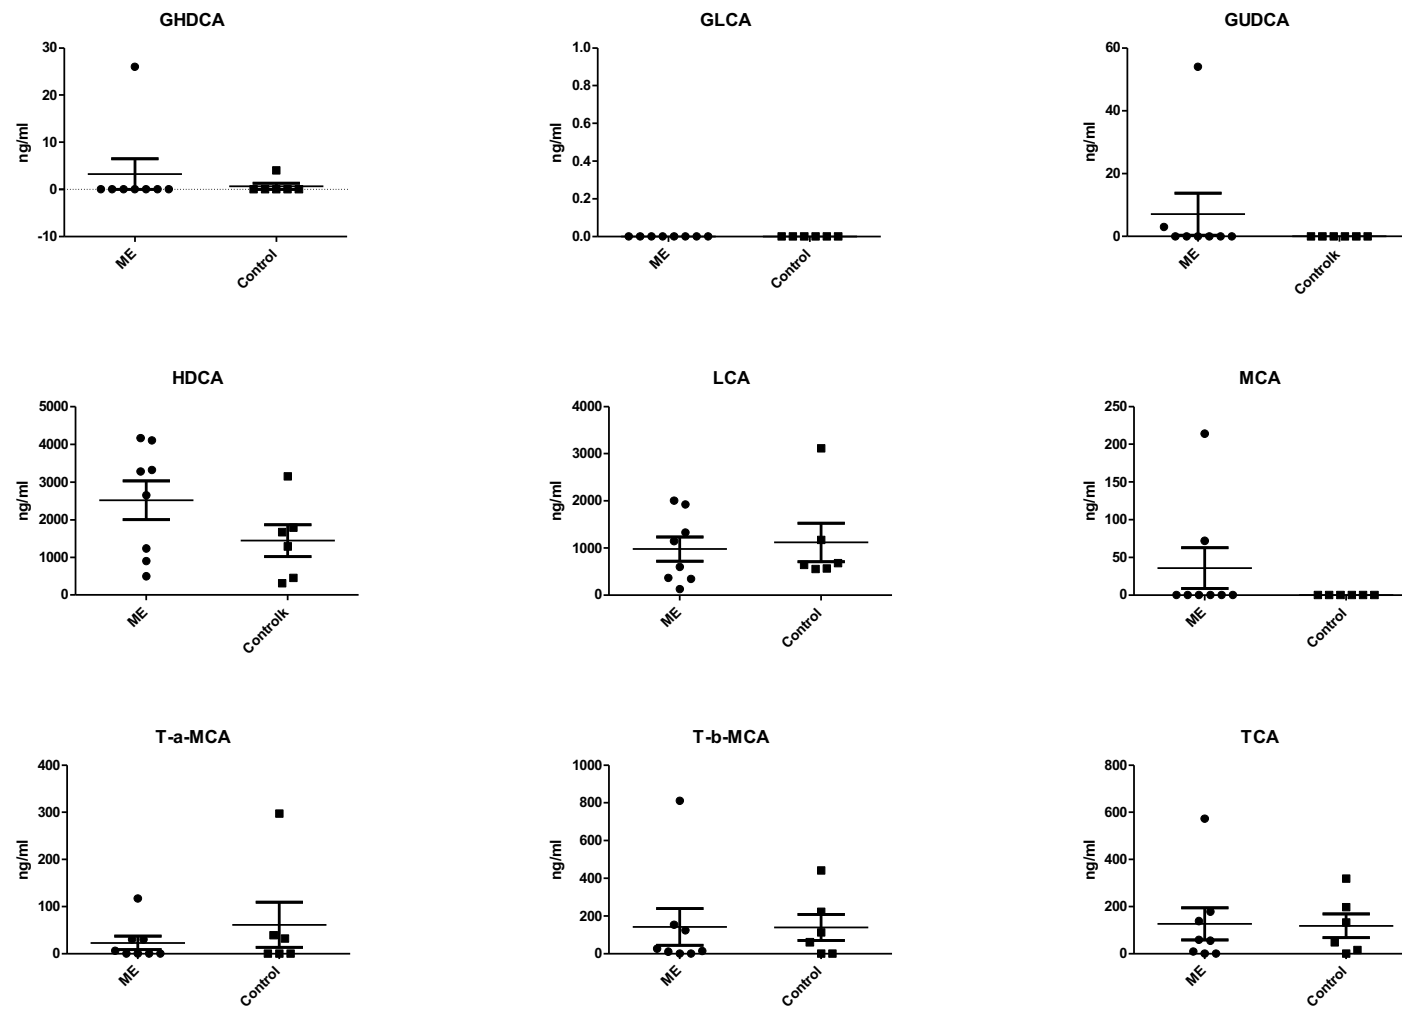 GHDCA
30
20
10
0
-10
ng/ml
ME
Control
GLCA
1.0
0.8
0.6
0.4
0.2
0.0
ng/ml
ME
Control
GUDCA
60
40
20
0
ng/ml
ME
Controlk
HDCA
5000
4000
3000
2000
1000
0
ng/ml
ME
Controlk
LCA
4000
3000
2000
1000
0
ng/ml
ME
Control
MCA
250
200
150
100
50
0
ng/ml
ME
Control
T-a-MCA
400
300
200
100
0
ng/ml
ME
Control
T-b-MCA
1000
800
600
400
200
0
ng/ml
ME
Control
TCA
800
600
400
200
0
ng/ml
ME
Control